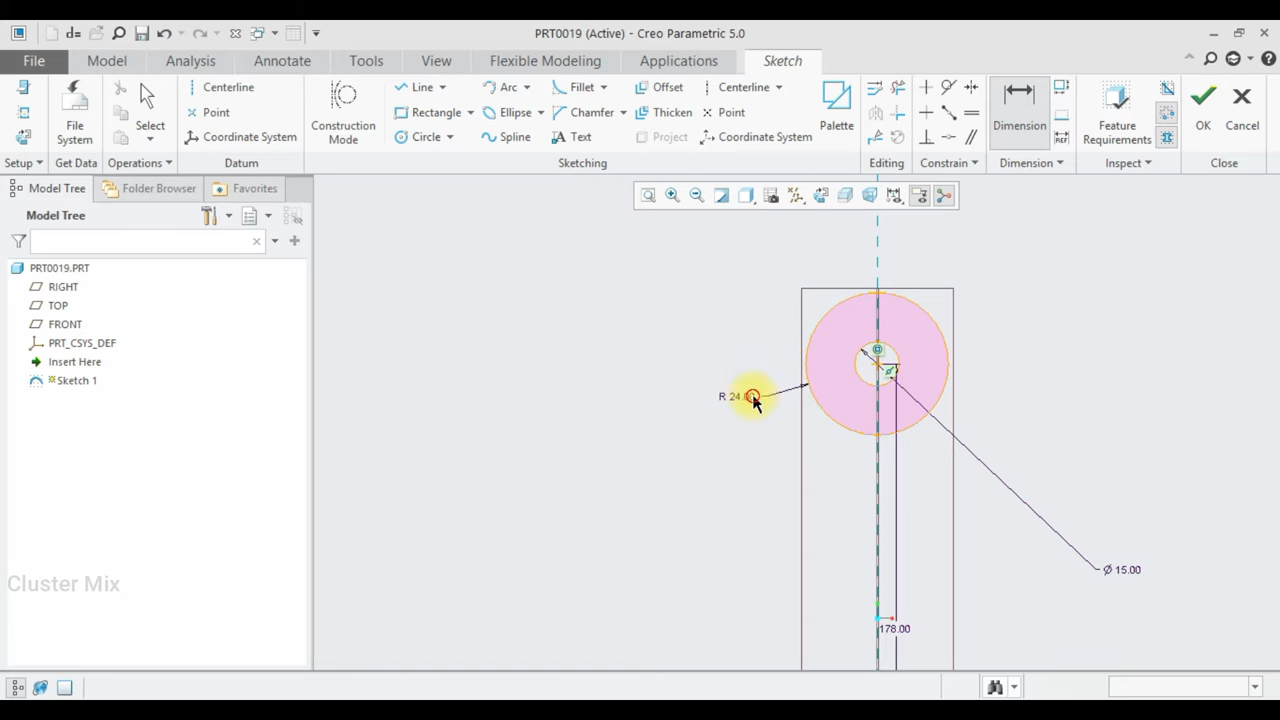 PRT0019 (Active) - Creo Parametric 5.0
File Model Analysis Annotate Tools View Flexible Modeling Applications Sketch
Centerline Line Arc Fillet Offset Centerline
Point Rectangle Ellipse Chamfer Thicken Point
File System Select Coordinate System Construction Mode Circle Spline Text Project Coordinate System Palette Dimension Feature Requirements OK Cancel
Setup Get Data Operations Datum Sketching Editing Constrain Dimension Inspect Close
Model Tree Folder Browser Favorites
Model Tree
PRT0019.PRT
RIGHT
TOP
FRONT
PRT_CSYS_DEF
Insert Here
Sketch 1
R 24.
Ø 15.00
178.00
Cluster Mix